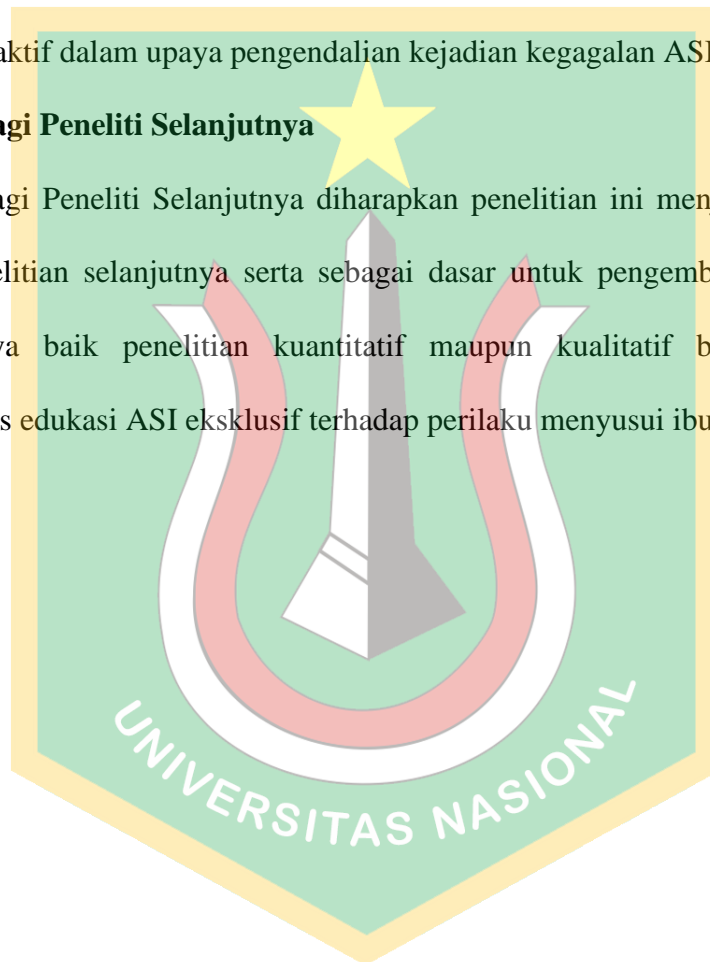 aktif dalam upaya pengendalian kejadian kegagalan ASI
agi Peneliti Selanjutnya
agi Peneliti Selanjutnya diharapkan penelitian ini menj
elitian selanjutnya serta sebagai dasar untuk pengemb
ya baik penelitian kuantitatif maupun kualitatif b
s edukasi ASI eksklusif terhadap perilaku menyusui ibu
UNIVERSITAS NASIONAL